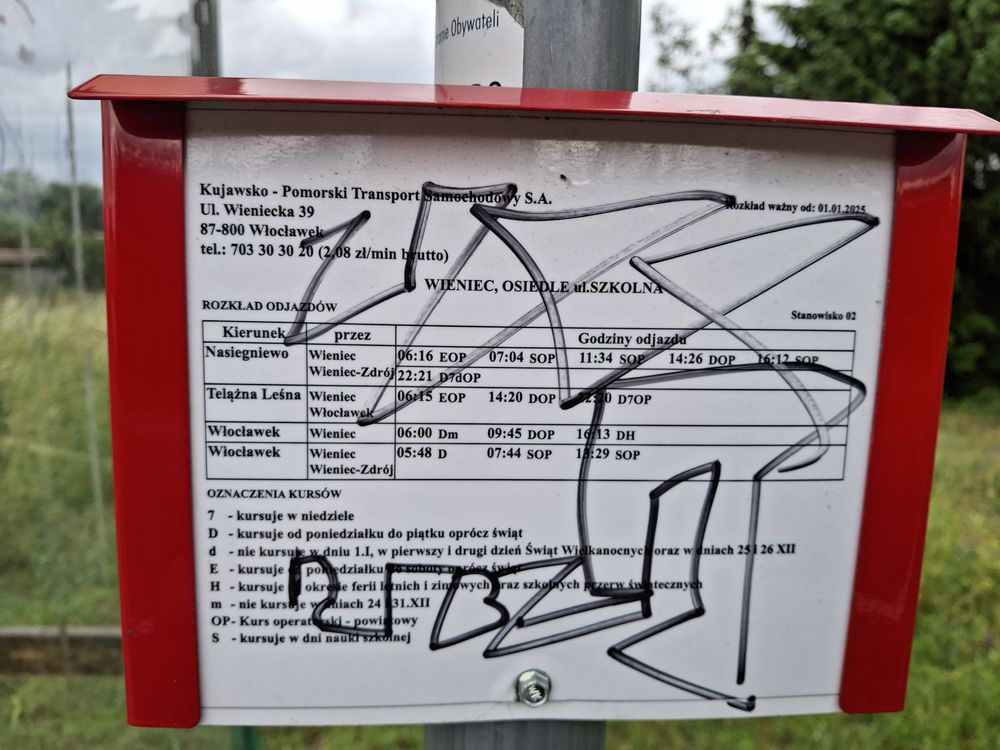 nie Obywateli
Kujawsko - Pomorski Transport Samochodowy S.A.
Ul. Wieniecka 39
87-800 Włocławek
tel.: 703 30 30 20 (2,08 zł/min brutto)
Rozkład ważny od: 01.01.2025
WIENIEC, OSIEDLE ul.SZKOLNA
ROZKŁAD ODJAZDÓW
Stanowisko 02
Kierunek przez Godziny odjazdu
Nasiegniewo Wieniec 06:16 EOP 07:04 SOP 11:34 SOP 14:26 DOP 16:12 SOP
Wieniec-Zdrój 22:21 D7dOP
Telążna Leśna Wieniec 06:15 EOP 14:20 DOP 22:20 D7OP
Włocławek
Włocławek Wieniec 06:00 Dm 09:45 DOP 16:13 DH
Włocławek Wieniec 05:48 D 07:44 SOP :29 SOP
Wieniec-Zdrój
OZNACZENIA KURSÓW
7 - kursuje w niedziele
D - kursuje od poniedziałku do piątku oprócz świąt
d - nie kursuje w dniu 1.I, w pierwszy i drugi dzień Świąt Wielkanocnych oraz w dniach 25 i 26 XII
E - kursuje od poniedziałku do soboty oprócz świąt
H - kursuje w okresie ferii letnich i zimowych oraz szkolnych przerw świątecznych
m - nie kursuje w dniach 24 i 31.XII
OP- Kurs operatorski - powiatowy
S - kursuje w dni nauki szkolnej